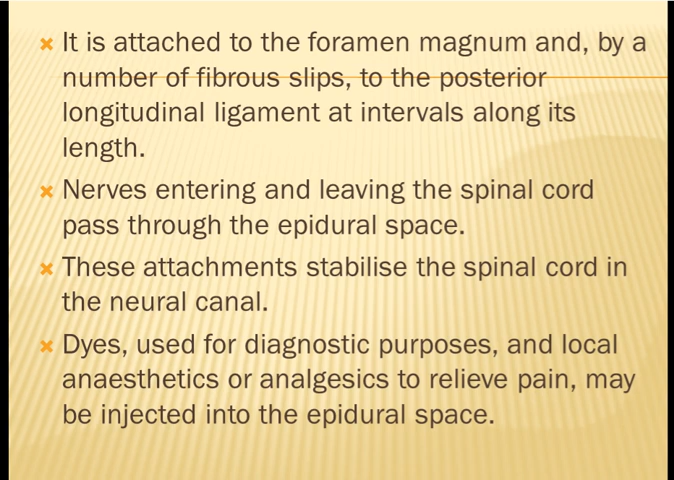 It is attached to the foramen magnum and, by a
number of fibrous slips, to the posterior
longitudinal ligament at intervals along its
length.
Nerves entering and leaving the spinal cord
pass through the epidural space.
These attachments stabilise the spinal cord in
the neural canal.
Dyes, used for diagnostic purposes, and local
anaesthetics or analgesics to relieve pain, may
be injected into the epidural space.